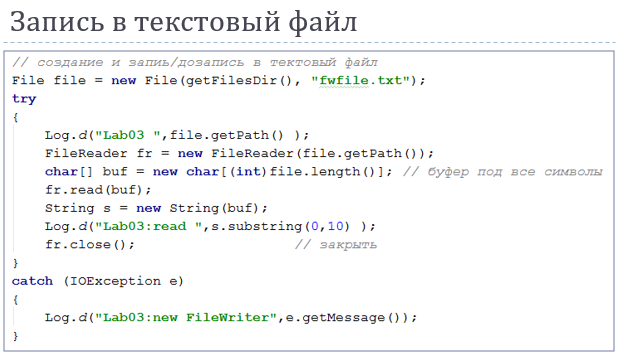 Запись в текстовый файл
// создание и запиь/дозапись в тектовый файл
File file = new File(getFilesDir(), "fwfile.txt");
try
{
    Log.d("Lab03 ",file.getPath() );
    FileReader fr = new FileReader(file.getPath());
    char[] buf = new char[(int)file.length()]; // буфер под все символы
    fr.read(buf);
    String s = new String(buf);
    Log.d("Lab03:read ",s.substring(0,10) );
    fr.close();                    // закрыть
}
catch (IOException e)
{
    Log.d("Lab03:new FileWriter",e.getMessage());
}